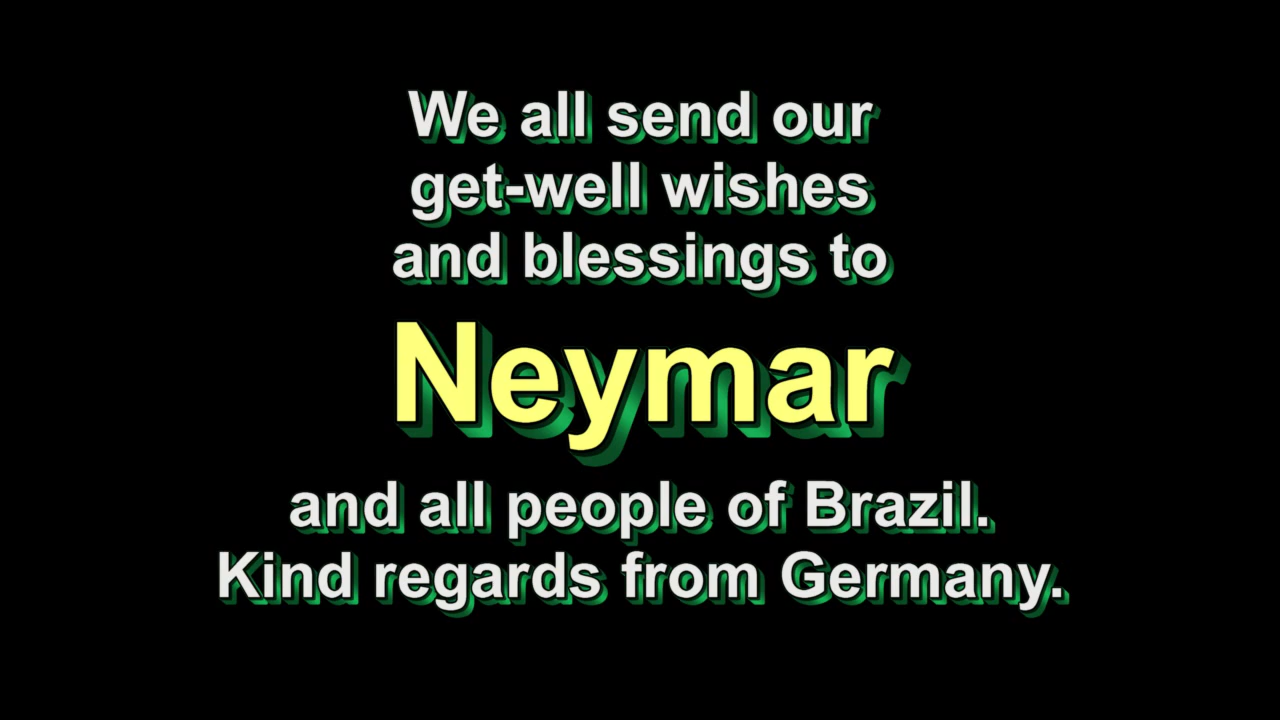 We all send our
get-well wishes
and blessings to
Neymar
and all people of Brazil.
Kind regards from Germany.